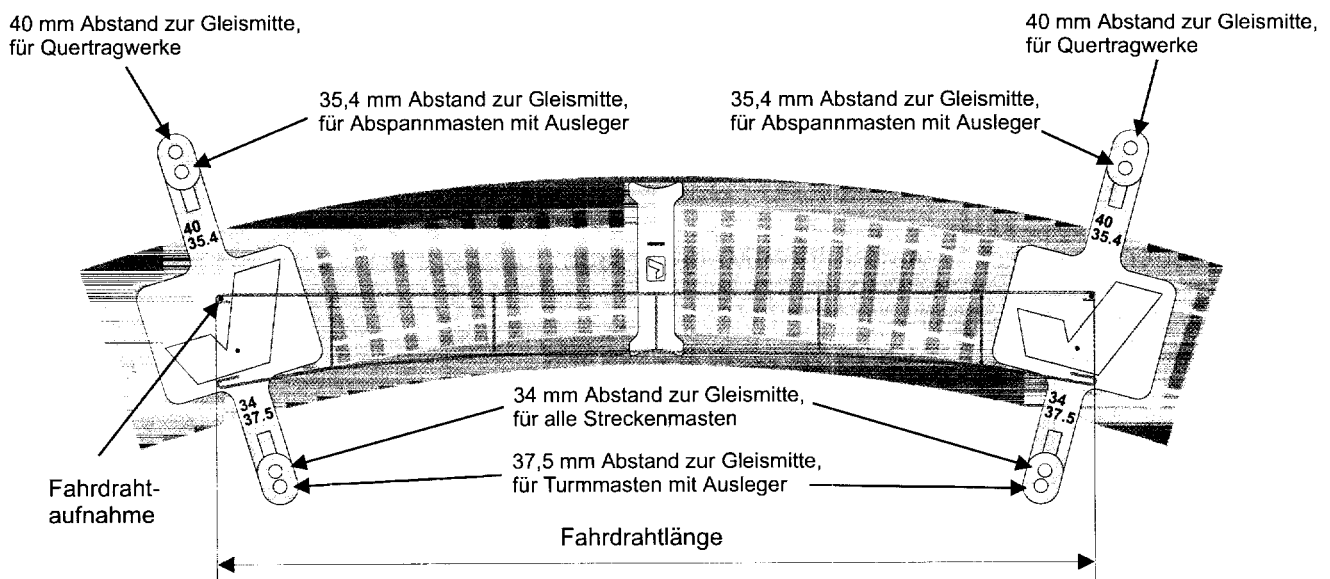 40 mm Abstand zur Gleismitte,
für Quertragwerke
40 mm Abstand zur Gleismitte,
für Quertragwerke
35,4 mm Abstand zur Gleismitte,
für Abspannmasten mit Ausleger
35,4 mm Abstand zur Gleismitte,
für Abspannmasten mit Ausleger
40
35.4
40
35.4
34
37.5
34
37.5
34 mm Abstand zur Gleismitte,
für alle Streckenmasten
37,5 mm Abstand zur Gleismitte,
für Turmmasten mit Ausleger
Fahrdraht-
aufnahme
Fahrdrahtlänge